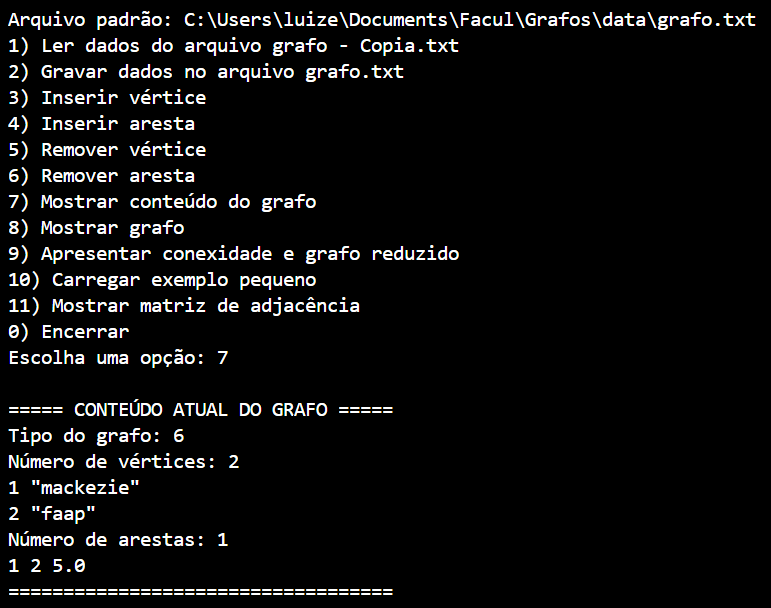 Arquivo padrão: C:\Users\luize\Documents\Facul\Grafos\data\grafo.txt
1) Ler dados do arquivo grafo - Copia.txt
2) Gravar dados no arquivo grafo.txt
3) Inserir vértice
4) Inserir aresta
5) Remover vértice
6) Remover aresta
7) Mostrar conteúdo do grafo
8) Mostrar grafo
9) Apresentar conexidade e grafo reduzido
10) Carregar exemplo pequeno
11) Mostrar matriz de adjacência
0) Encerrar
Escolha uma opção: 7

===== CONTEÚDO ATUAL DO GRAFO =====
Tipo do grafo: 6
Número de vértices: 2
1 "mackezie"
2 "faap"
Número de arestas: 1
1 2 5.0
===================================